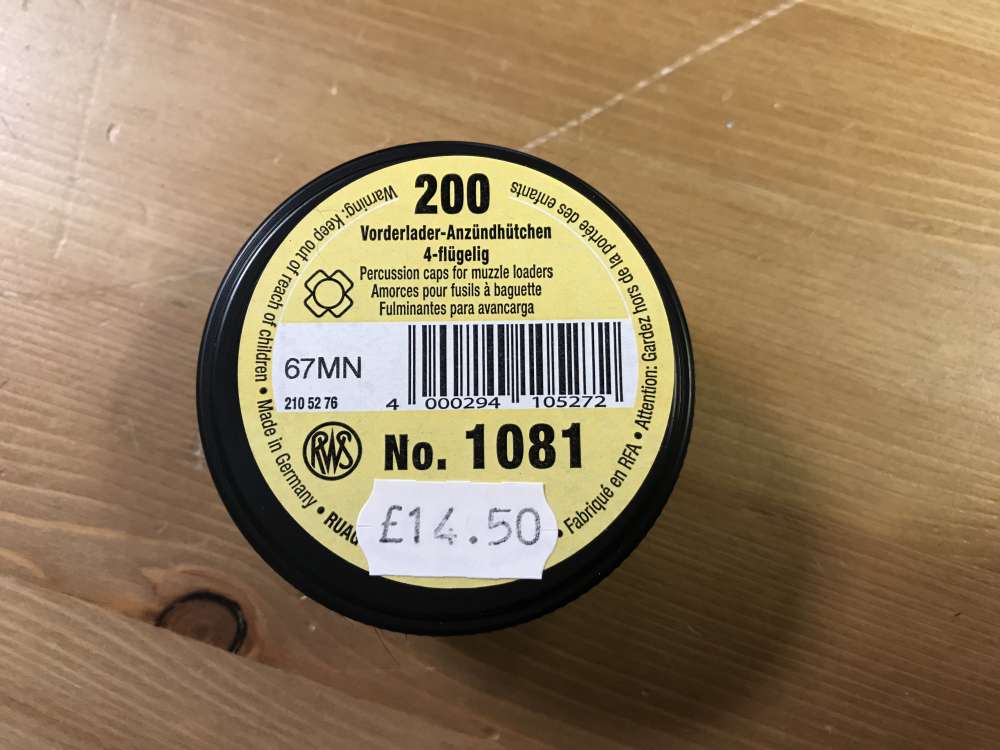 200
Vorderlader-Anzündhütchen
4-flügelig
Percussion caps for muzzle loaders
Amorces pour fusils à baguette
Fulminantes para avancarga
67MN
210 52 76
4 000294 105272
RWS
No. 1081
£14.50
Warning: Keep out of reach of children • Made in Germany •
• Fabriqué en RFA • Attention: Gardez hors de la portée des enfants